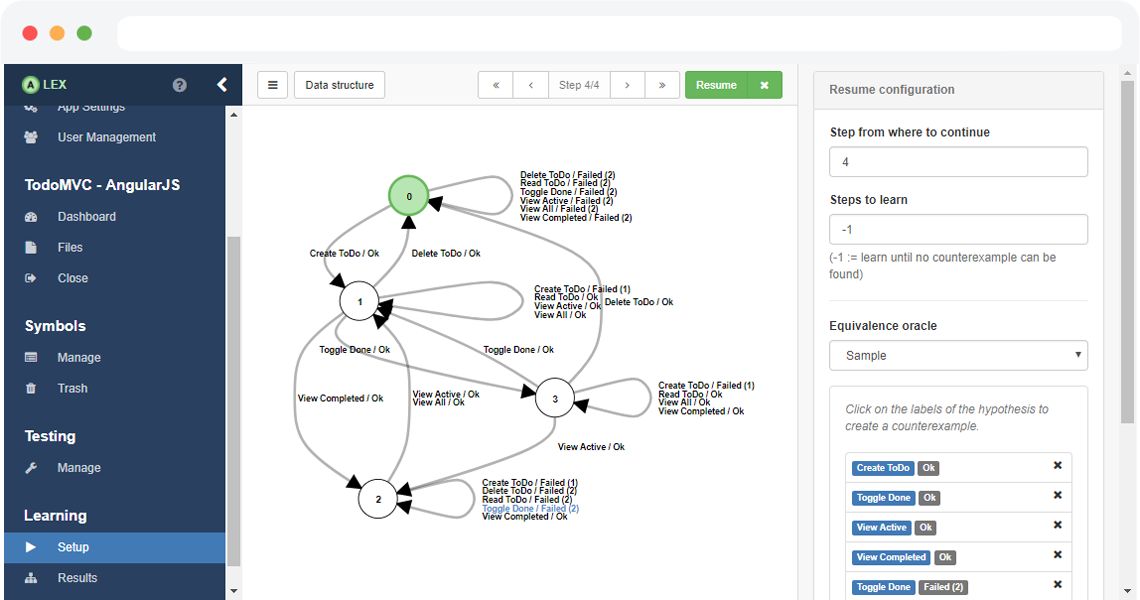 A LEX
?
App Settings
User Management
TodoMVC - AngularJS
Dashboard
Files
Close
Symbols
Manage
Trash
Testing
Manage
Learning
Setup
Results
Data structure
«
‹
Step 4/4
›
»
Resume
0
Delete ToDo / Failed (2)
Read ToDo / Failed (2)
Toggle Done / Failed (2)
View Active / Failed (2)
View All / Failed (2)
View Completed / Failed (2)
Create ToDo / Ok
Delete ToDo / Ok
1
Create ToDo / Failed (1)
Read ToDo / Ok
View Active / Ok
View All / Ok
Delete ToDo / Ok
Toggle Done / Ok
Toggle Done / Ok
View Completed / Ok
View Active / Ok
View All / Ok
3
Create ToDo / Failed (1)
Read ToDo / Ok
View All / Ok
View Completed / Ok
View Active / Ok
2
Create ToDo / Failed (1)
Delete ToDo / Failed (2)
Read ToDo / Failed (2)
Toggle Done / Failed (2)
View Completed / Ok
Resume configuration
Step from where to continue
4
Steps to learn
-1
(-1 := learn until no counterexample can be
found)
Equivalence oracle
Sample
Click on the labels of the hypothesis to
create a counterexample.
Create ToDo Ok
Toggle Done Ok
View Active Ok
View Completed Ok
Toggle Done Failed (2)